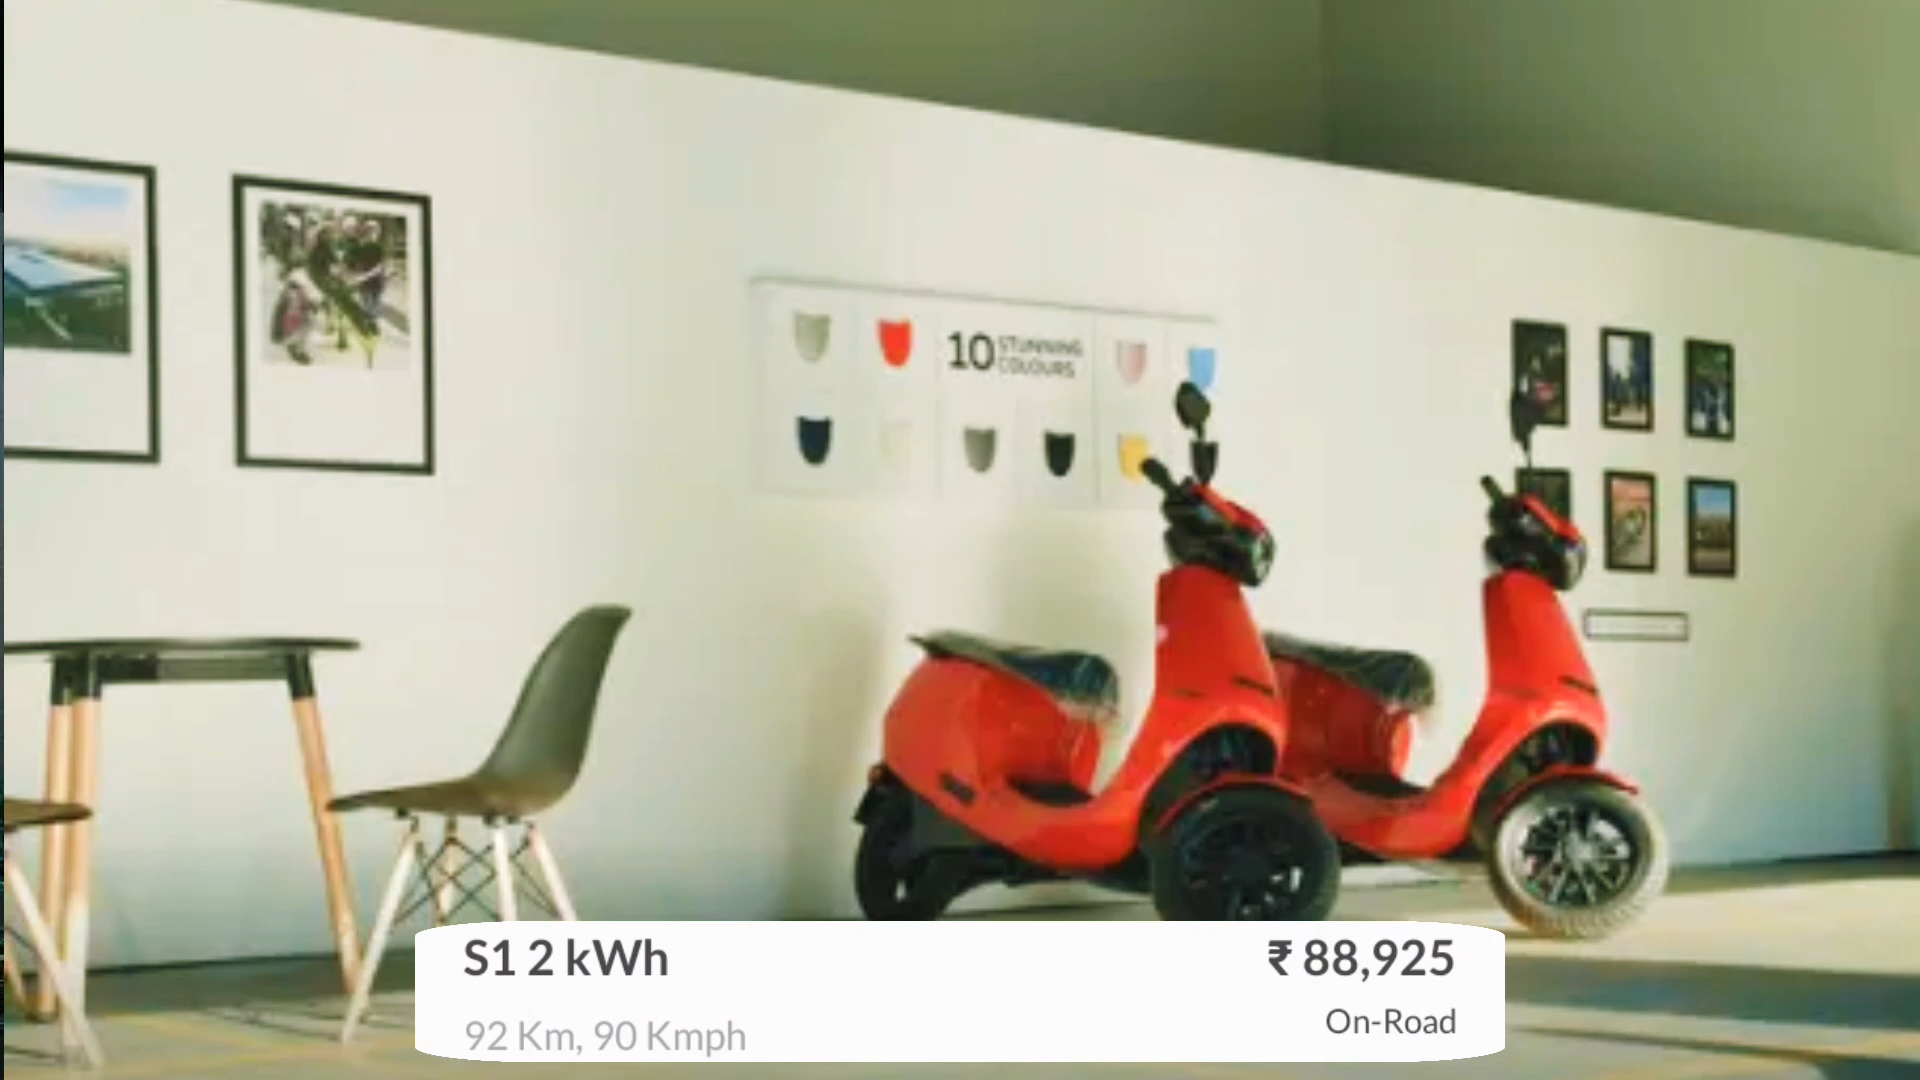 10 STUNNING
COLOURS
S1 2 kWh
₹ 88,925
92 Km, 90 Kmph
On-Road